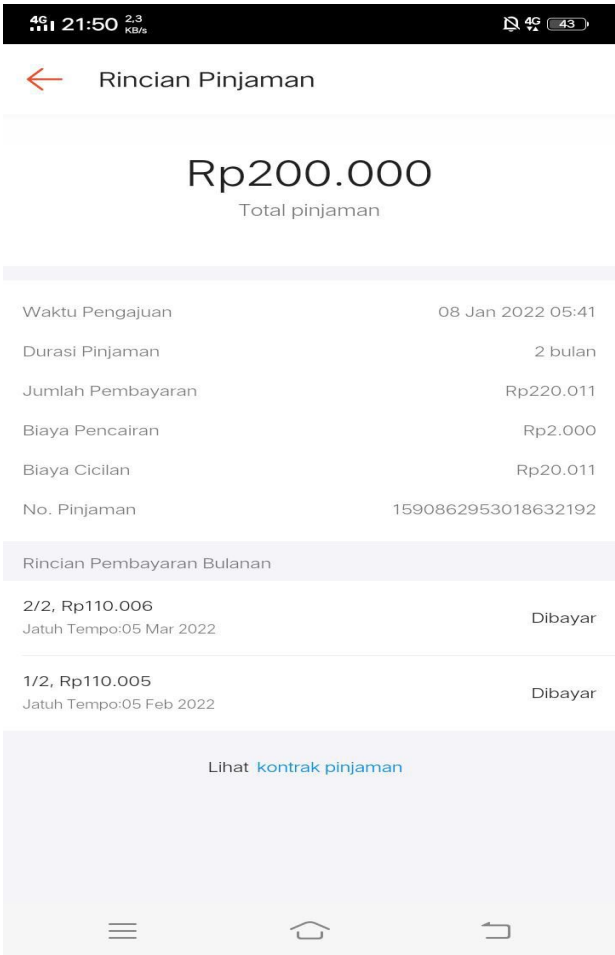 4G 21:50 2,3 KB/s 4G 43
Rincian Pinjaman
Rp200.000
Total pinjaman
Waktu Pengajuan 08 Jan 2022 05:41
Durasi Pinjaman 2 bulan
Jumlah Pembayaran Rp220.011
Biaya Pencairan Rp2.000
Biaya Cicilan Rp20.011
No. Pinjaman 1590862953018632192
Rincian Pembayaran Bulanan
2/2, Rp110.006
Jatuh Tempo:05 Mar 2022 Dibayar
1/2, Rp110.005
Jatuh Tempo:05 Feb 2022 Dibayar
Lihat kontrak pinjaman